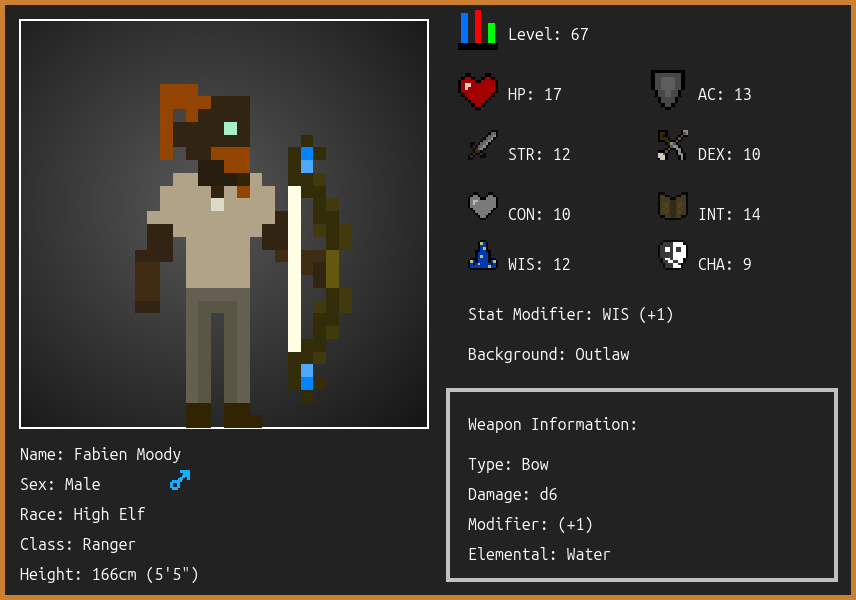 Level: 67
HP: 17
AC: 13
STR: 12
DEX: 10
CON: 10
INT: 14
WIS: 12
CHA: 9
Stat Modifier: WIS (+1)
Background: Outlaw
Weapon Information:
Type: Bow
Damage: d6
Modifier: (+1)
Elemental: Water
Name: Fabien Moody
Sex: Male
Race: High Elf
Class: Ranger
Height: 166cm (5'5")